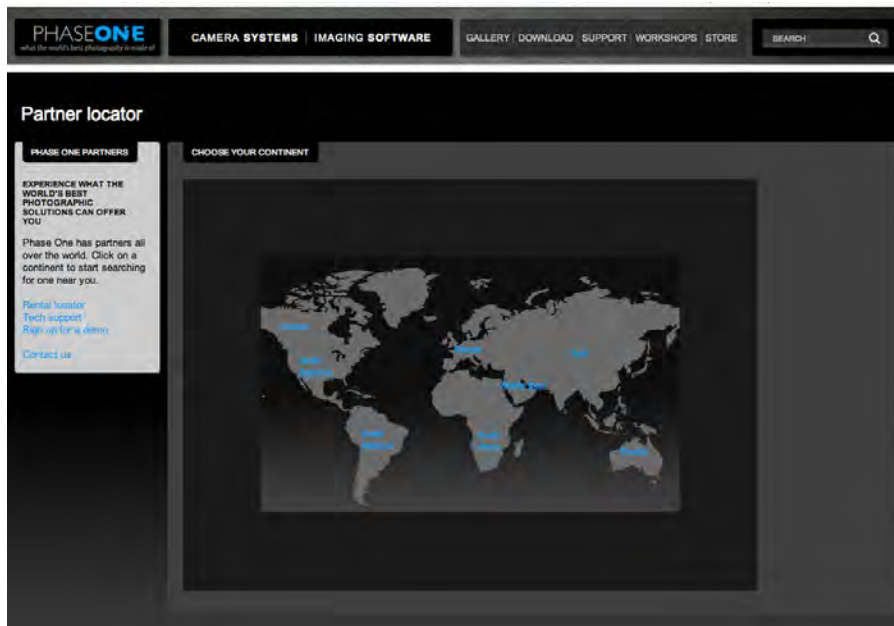 PHASEONE
what the world's best photography is made of
CAMERA SYSTEMS | IMAGING SOFTWARE
GALLERY | DOWNLOAD | SUPPORT | WORKSHOPS | STORE
SEARCH
Partner locator
PHASE ONE PARTNERS
EXPERIENCE WHAT THE
WORLD'S BEST
PHOTOGRAPHIC
SOLUTIONS CAN OFFER
YOU
Phase One has partners all
over the world. Click on a
continent to start searching
for one near you.
Rental locator
Tech support
Sign up for a demo
Contact us
CHOOSE YOUR CONTINENT